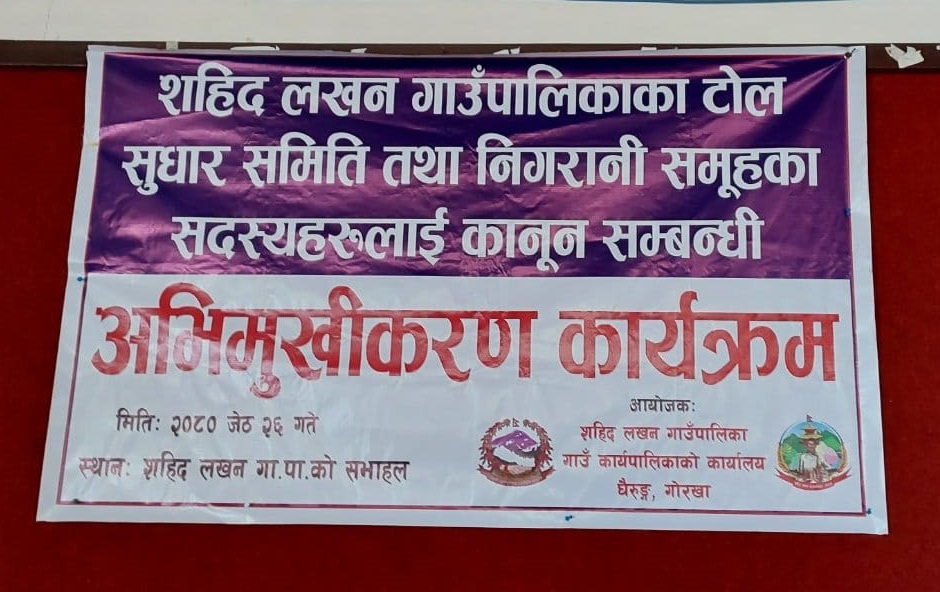 शहिद लखन गाउँपालिकाका टोल
सुधार समिति तथा निगरानी समूहका
सदस्यहरूलाई कानून सम्बन्धी
अभिमुखीकरण कार्यक्रम
मिति: २०८० जेठ २६ गते
स्थान: शहिद लखन गा.पा.को सभाहल
आयोजक:
शहिद लखन गाउँपालिका
गाउँ कार्यपालिकाको कार्यालय
घैरुङ्ग, गोरखा